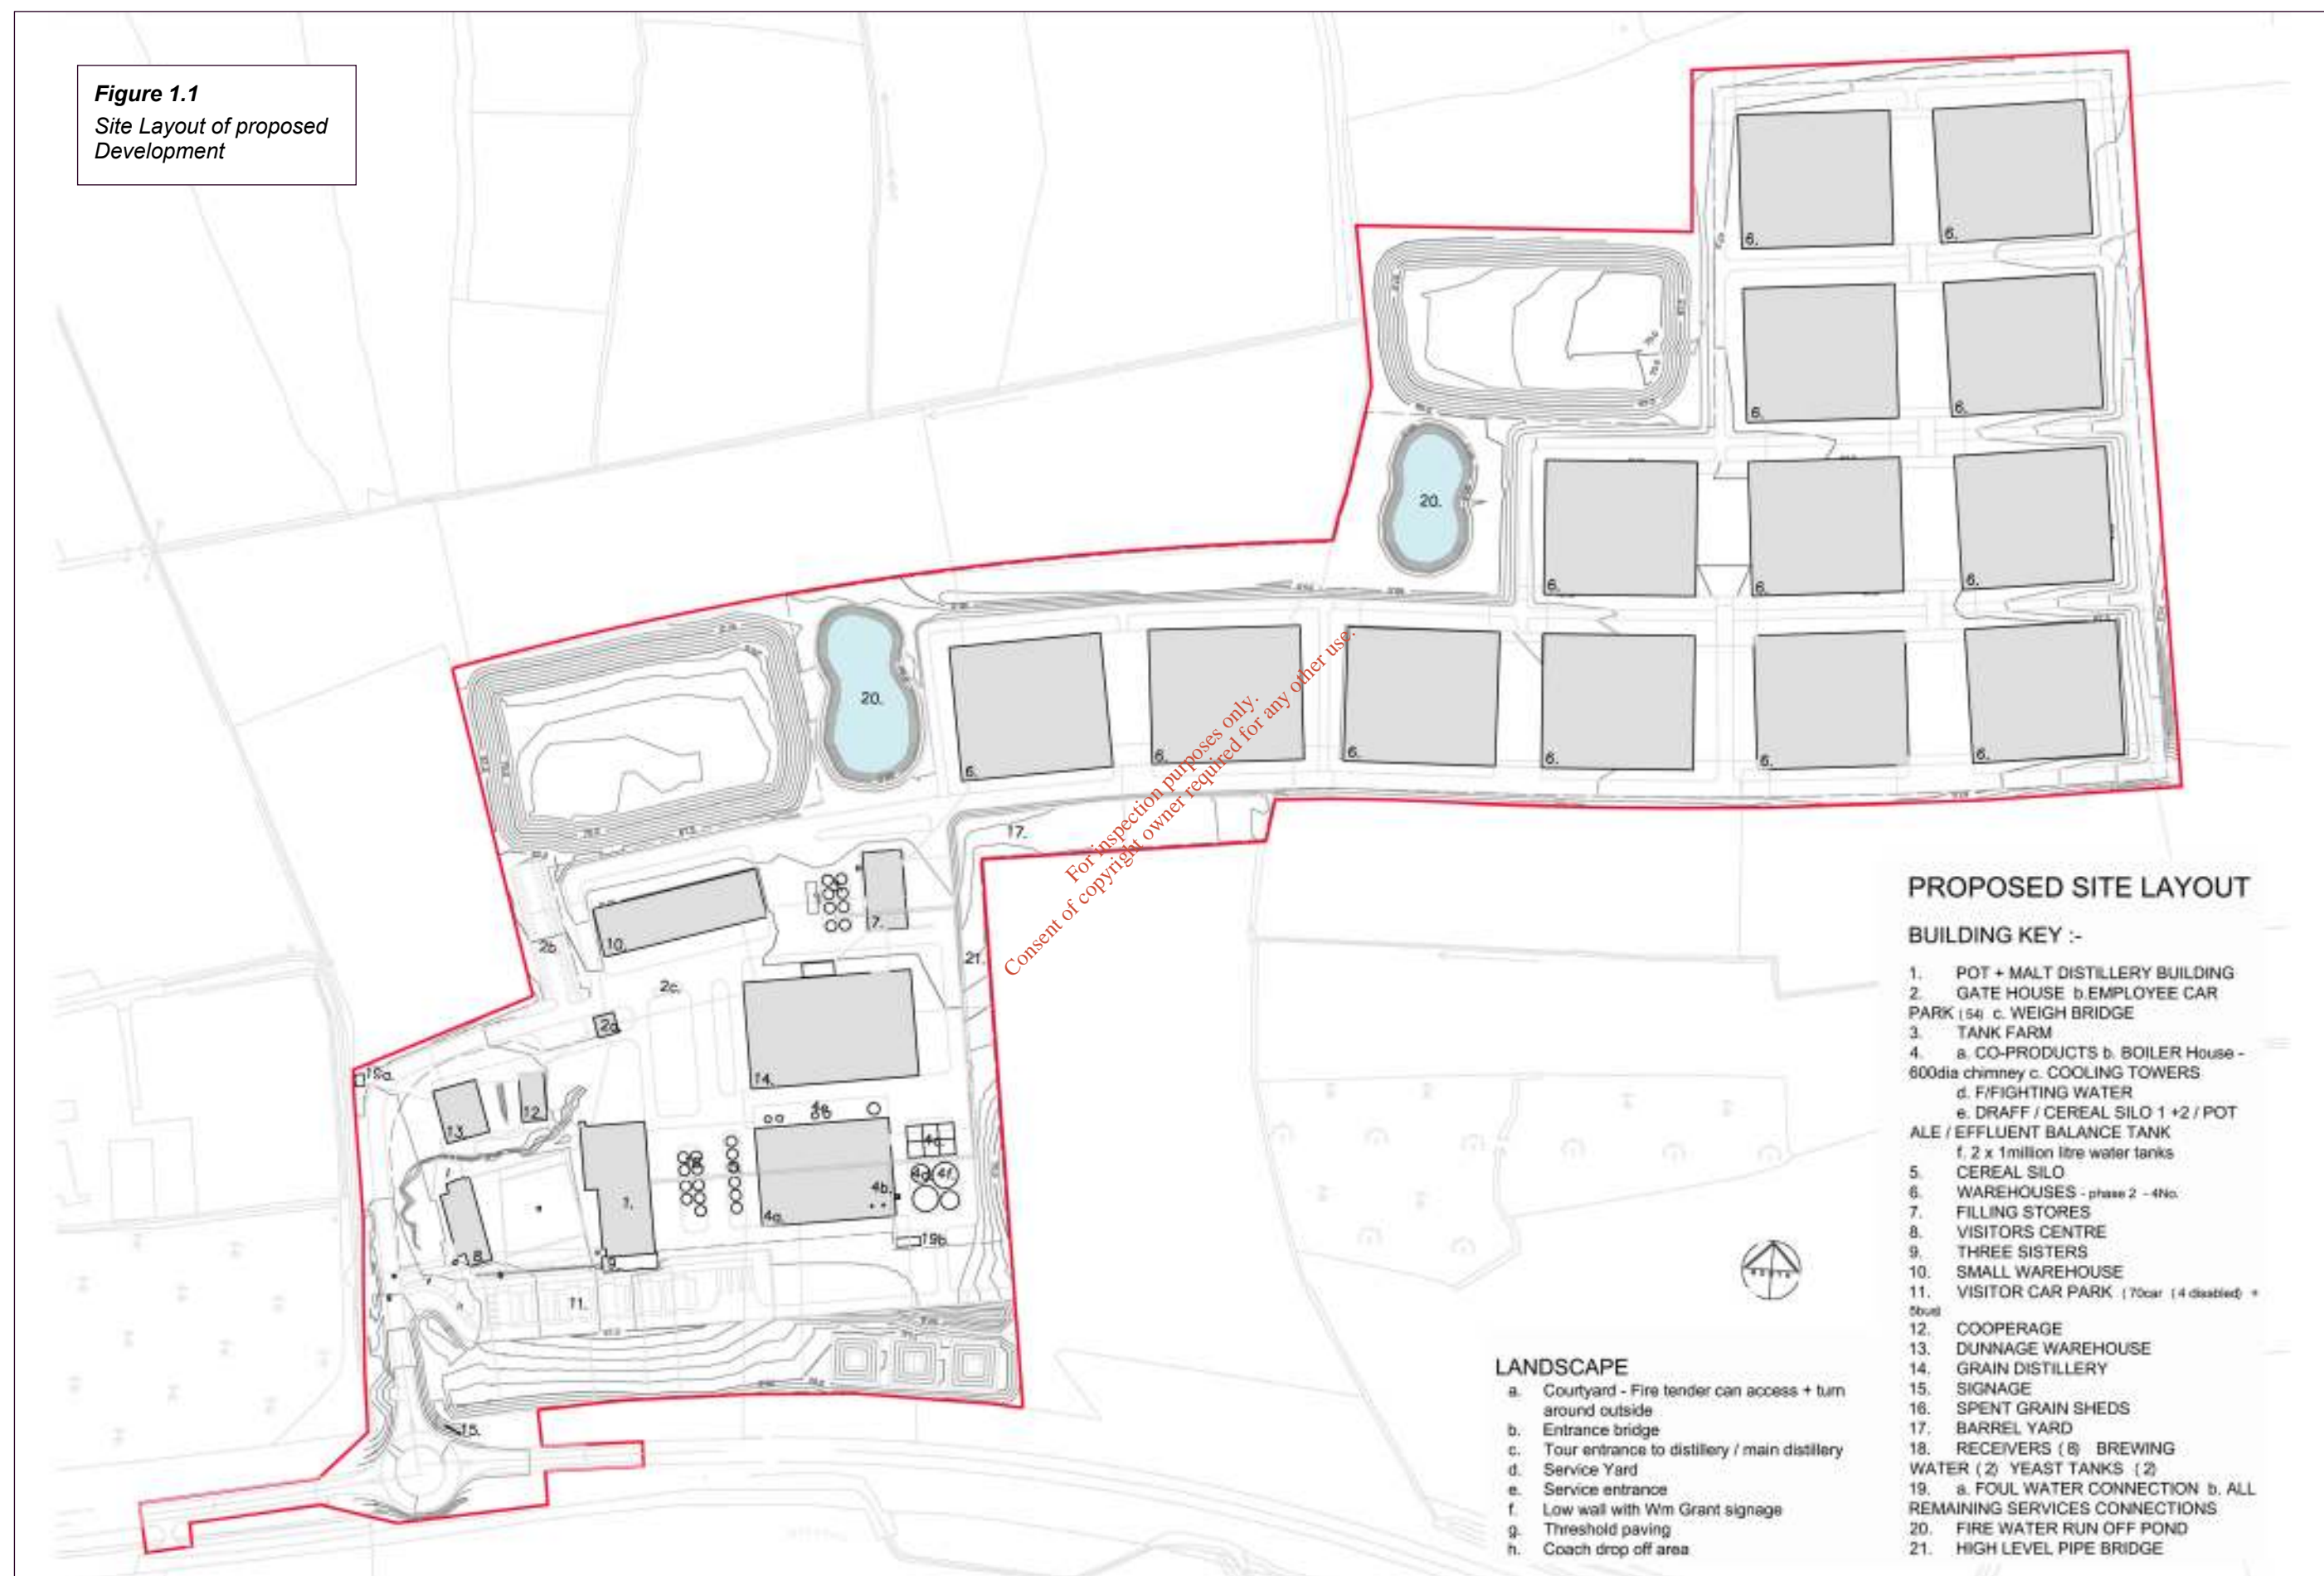 Figure 1.1
Site Layout of proposed
Development
6.
6.
6.
6.
20.
6.
6.
6.
20.
6.
6.
6.
6.
6.
6.
17.
For inspection purposes only.
Consent of copyright owner required for any other use.
10.
7.
2b.
21.
2c.
14.
19a.
13
12
1.
4b.
4a.
4f.
19b.
8.
9.
11.
15.
NORTH
PROPOSED SITE LAYOUT
BUILDING KEY :-
1. POT + MALT DISTILLERY BUILDING
2. GATE HOUSE b.EMPLOYEE CAR
PARK (54) c. WEIGH BRIDGE
3. TANK FARM
4. a. CO-PRODUCTS b. BOILER House -
600dia chimney c. COOLING TOWERS
d. F/FIGHTING WATER
e. DRAFF / CEREAL SILO 1 +2 / POT
ALE / EFFLUENT BALANCE TANK
f. 2 x 1million litre water tanks
5. CEREAL SILO
6. WAREHOUSES - phase 2 - 4No.
7. FILLING STORES
8. VISITORS CENTRE
9. THREE SISTERS
10. SMALL WAREHOUSE
11. VISITOR CAR PARK (70car (4 disabled) +
5bus)
12. COOPERAGE
13. DUNNAGE WAREHOUSE
14. GRAIN DISTILLERY
15. SIGNAGE
16. SPENT GRAIN SHEDS
17. BARREL YARD
18. RECEIVERS (8) BREWING
WATER (2) YEAST TANKS (2)
19. a. FOUL WATER CONNECTION b. ALL
REMAINING SERVICES CONNECTIONS
20. FIRE WATER RUN OFF POND
21. HIGH LEVEL PIPE BRIDGE
LANDSCAPE
a. Courtyard - Fire tender can access + turn
around outside
b. Entrance bridge
c. Tour entrance to distillery / main distillery
d. Service Yard
e. Service entrance
f. Low wall with Wm Grant signage
g. Threshold paving
h. Coach drop off area